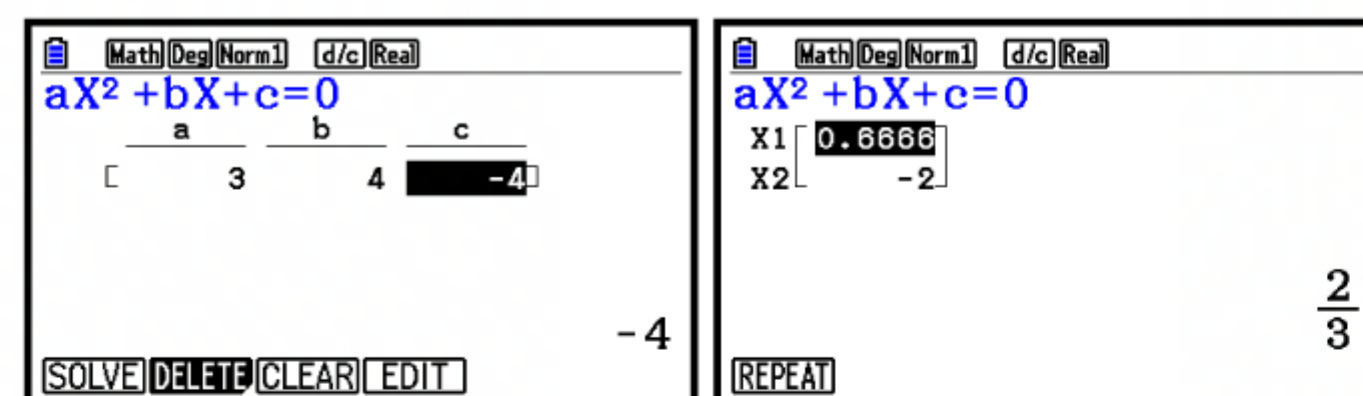 Math Deg Norm1 d/c Real
aX² +bX+c=0
a b c
[ 3 4 -4 ]
-4
SOLVE DELETE CLEAR EDIT
Math Deg Norm1 d/c Real
aX² +bX+c=0
X1 [ 0.6666 ]
X2 [ -2 ]
2
3
REPEAT